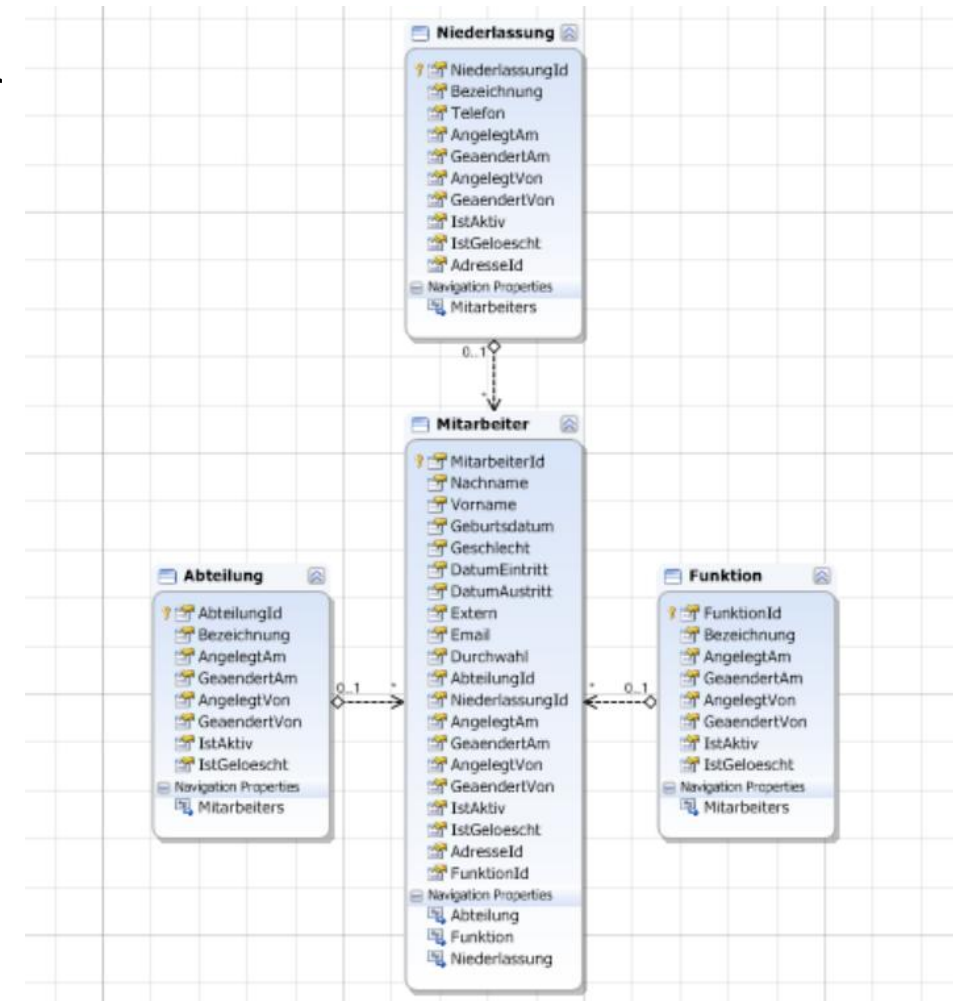 Niederlassung
NiederlassungId
Bezeichnung
Telefon
AngelegtAm
GeaendertAm
AngelegtVon
GeaendertVon
IstAktiv
IstGeloescht
AdresseId
Navigation Properties
Mitarbeiters
0..1
*
Mitarbeiter
MitarbeiterId
Nachname
Vorname
Geburtsdatum
Geschlecht
DatumEintritt
DatumAustritt
Extern
Email
Durchwahl
AbteilungId
NiederlassungId
AngelegtAm
GeaendertAm
AngelegtVon
GeaendertVon
IstAktiv
IstGeloescht
AdresseId
FunktionId
Navigation Properties
Abteilung
Funktion
Niederlassung
Abteilung
AbteilungId
Bezeichnung
AngelegtAm
GeaendertAm
AngelegtVon
GeaendertVon
IstAktiv
IstGeloescht
Navigation Properties
Mitarbeiters
0..1
*
Funktion
FunktionId
Bezeichnung
AngelegtAm
GeaendertAm
AngelegtVon
GeaendertVon
IstAktiv
IstGeloescht
Navigation Properties
Mitarbeiters
*
0..1